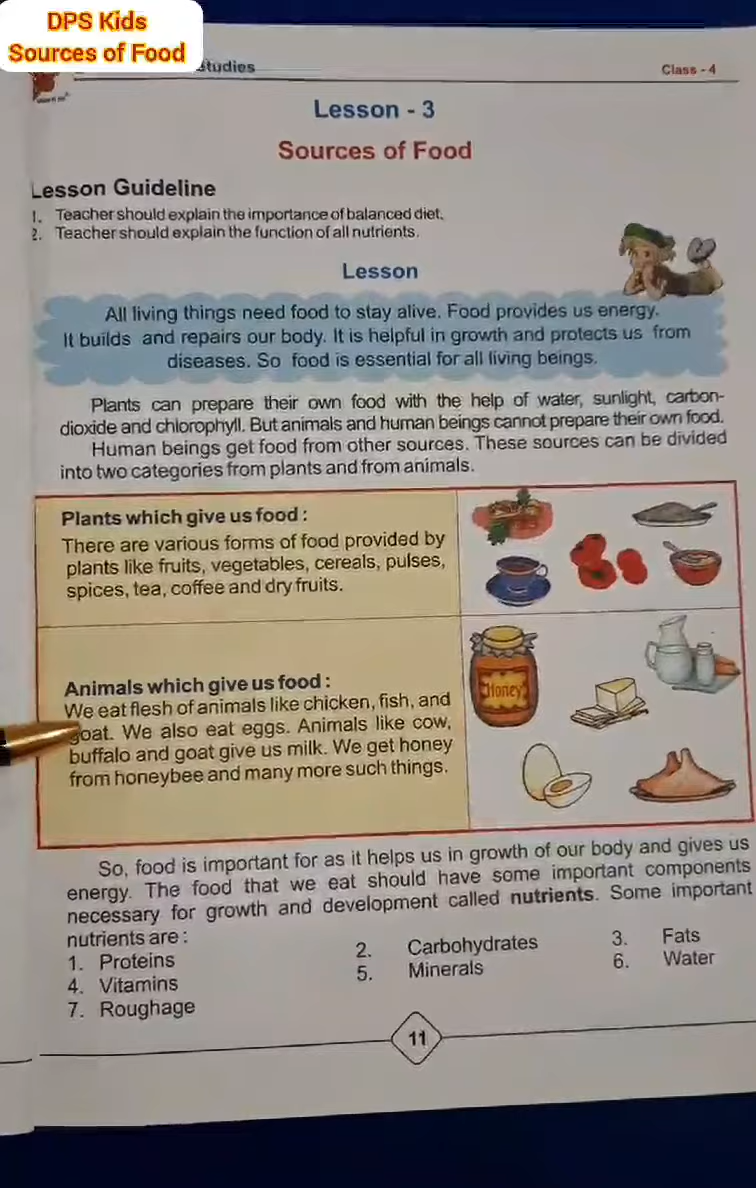 DPS Kids
Sources of Food
Studies
Class - 4
Lesson - 3
Sources of Food
Lesson Guideline
1. Teacher should explain the importance of balanced diet.
2. Teacher should explain the function of all nutrients.
Lesson
All living things need food to stay alive. Food provides us energy.
It builds and repairs our body. It is helpful in growth and protects us from
diseases. So food is essential for all living beings.
Plants can prepare their own food with the help of water, sunlight, carbon-
dioxide and chlorophyll. But animals and human beings cannot prepare their own food.
Human beings get food from other sources. These sources can be divided
into two categories from plants and from animals.
Plants which give us food :
There are various forms of food provided by
plants like fruits, vegetables, cereals, pulses,
spices, tea, coffee and dry fruits.
Animals which give us food :
We eat flesh of animals like chicken, fish, and
goat. We also eat eggs. Animals like cow,
buffalo and goat give us milk. We get honey
from honeybee and many more such things.
Honey
So, food is important for as it helps us in growth of our body and gives us
energy. The food that we eat should have some important components
necessary for growth and development called nutrients. Some important
nutrients are :
1. Proteins 2. Carbohydrates 3. Fats
4. Vitamins 5. Minerals 6. Water
7. Roughage
11